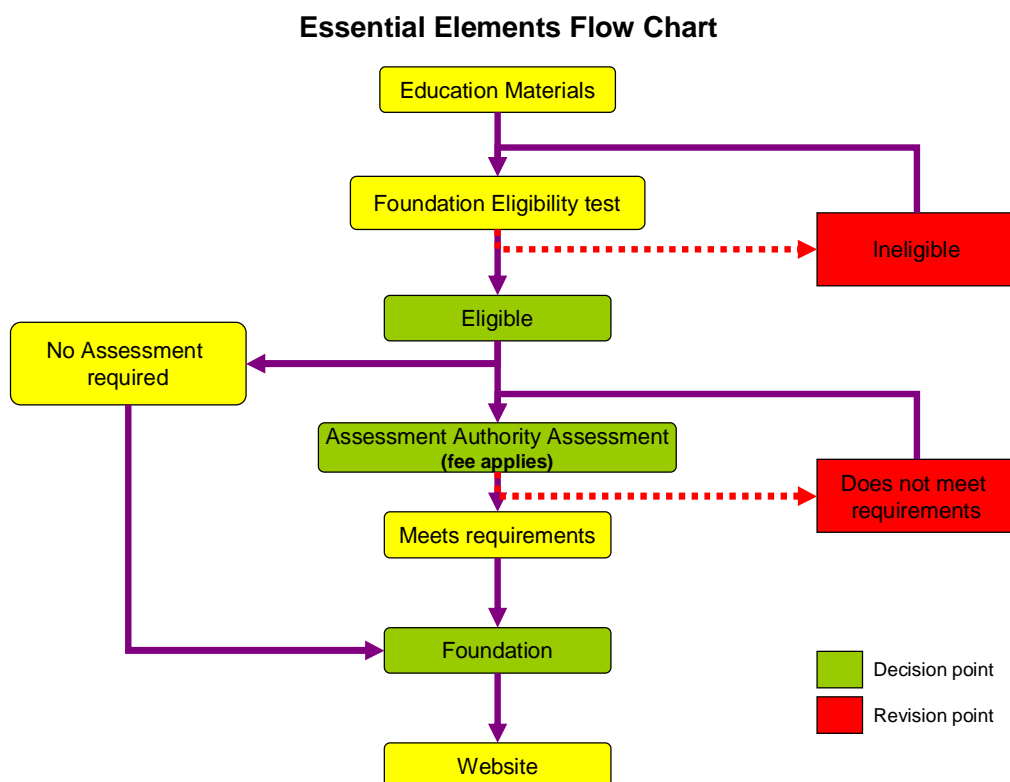 Essential Elements Flow Chart
Education Materials
Foundation Eligibility test
Ineligible
Eligible
No Assessment
required
Assessment Authority Assessment
(fee applies)
Does not meet
requirements
Meets requirements
Foundation
Decision point
Revision point
Website